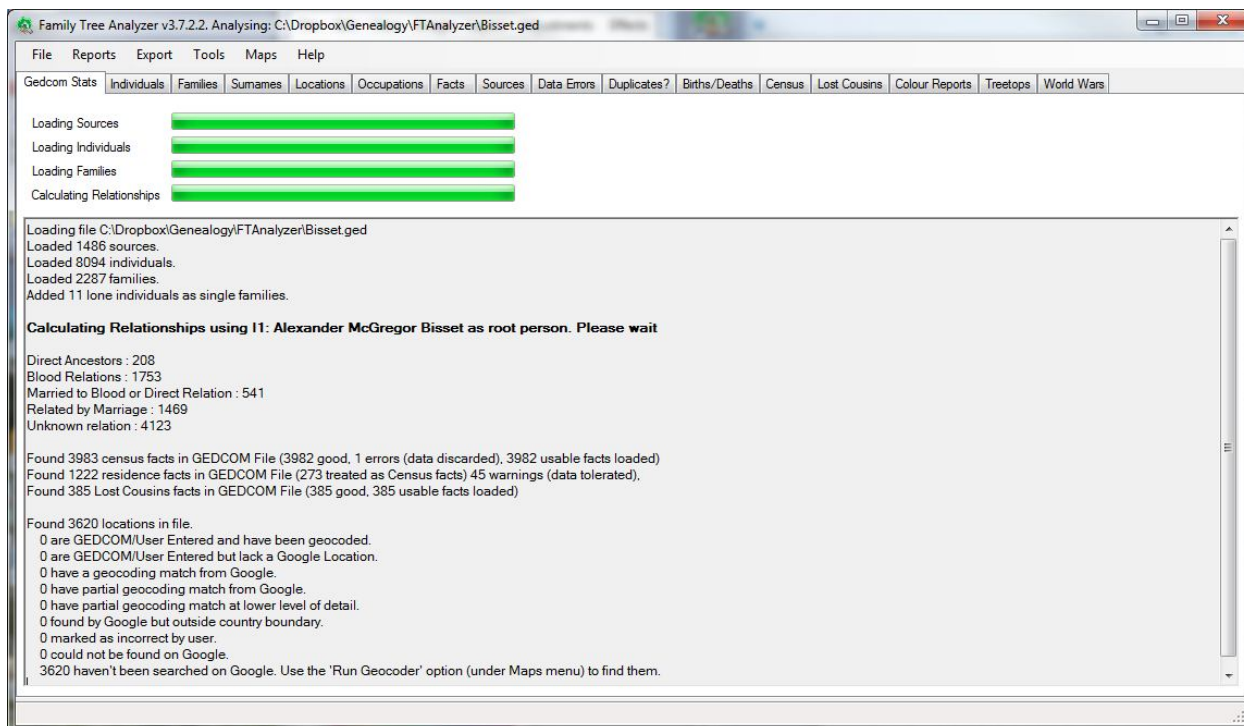 Family Tree Analyzer v3.7.2.2. Analysing: C:\Dropbox\Genealogy\FTAnalyzer\Bisset.ged
File Reports Export Tools Maps Help
Gedcom Stats Individuals Families Surnames Locations Occupations Facts Sources Data Errors Duplicates? Births/Deaths Census Lost Cousins Colour Reports Treetops World Wars
Loading Sources
Loading Individuals
Loading Families
Calculating Relationships
Loading file C:\Dropbox\Genealogy\FTAnalyzer\Bisset.ged
Loaded 1486 sources.
Loaded 8094 individuals.
Loaded 2287 families.
Added 11 lone individuals as single families.
Calculating Relationships using I1: Alexander McGregor Bisset as root person. Please wait
Direct Ancestors : 208
Blood Relations : 1753
Married to Blood or Direct Relation : 541
Related by Marriage : 1469
Unknown relation : 4123
Found 3983 census facts in GEDCOM File (3982 good, 1 errors (data discarded), 3982 usable facts loaded)
Found 1222 residence facts in GEDCOM File (273 treated as Census facts) 45 warnings (data tolerated),
Found 385 Lost Cousins facts in GEDCOM File (385 good, 385 usable facts loaded)
Found 3620 locations in file.
0 are GEDCOM/User Entered and have been geocoded.
0 are GEDCOM/User Entered but lack a Google Location.
0 have a geocoding match from Google.
0 have partial geocoding match from Google.
0 have partial geocoding match at lower level of detail.
0 found by Google but outside country boundary.
0 marked as incorrect by user.
0 could not be found on Google.
3620 haven't been searched on Google. Use the 'Run Geocoder' option (under Maps menu) to find them.